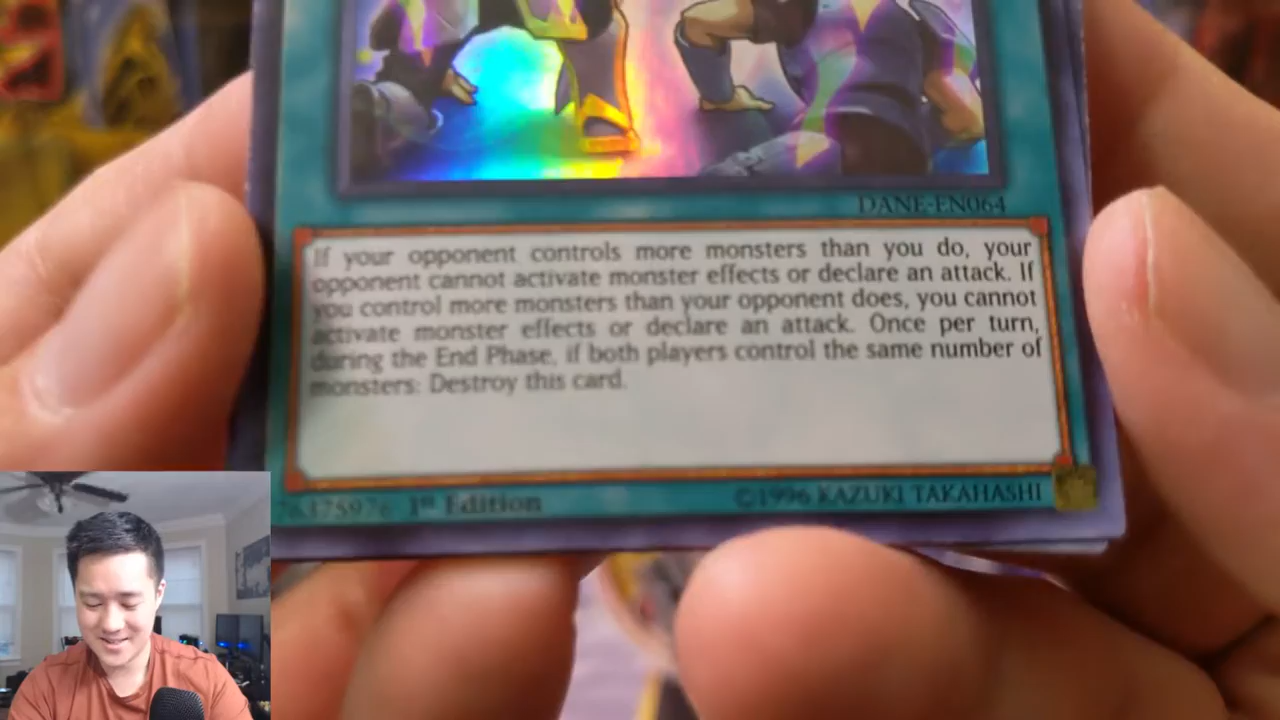 DANE-EN064
If your opponent controls more monsters than you do, your
opponent cannot activate monster effects or declare an attack. If
you control more monsters than your opponent does, you cannot
activate monster effects or declare an attack. Once per turn,
during the End Phase, if both players control the same number of
monsters: Destroy this card.
1st Edition
©1996 KAZUKI TAKAHASHI